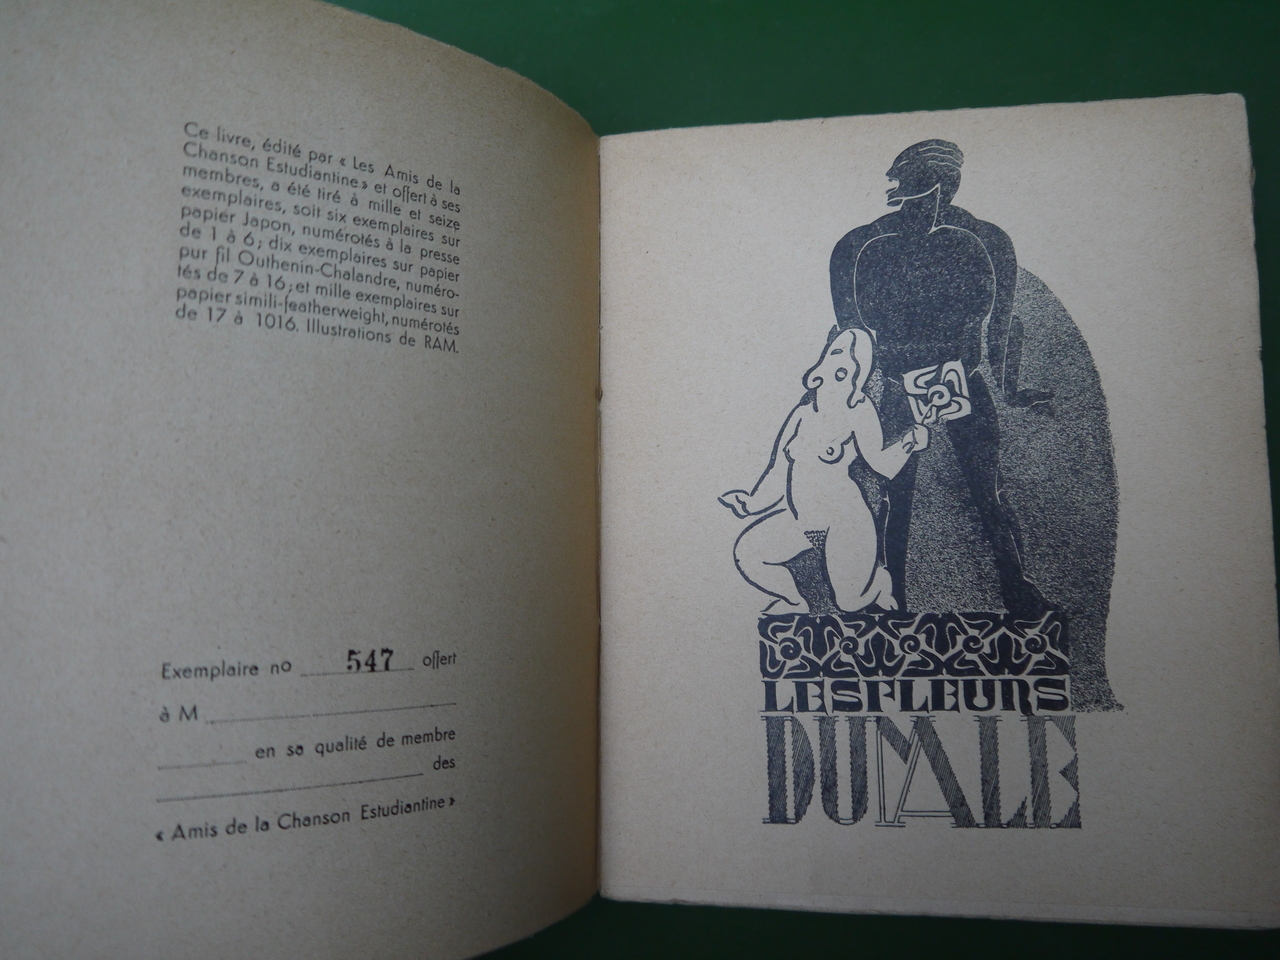 Ce livre, édité par « Les Amis de la
Chanson Estudiantine » et offert à ses
membres, a été tiré à mille et seize
exemplaires, soit six exemplaires sur
papier Japon, numérotés à la presse
de 1 à 6 ; dix exemplaires sur papier
pur fil Outhenin-Chalandre, numéro-
tés de 7 à 16 ; et mille exemplaires sur
papier simili-featherweight, numérotés
de 17 à 1016. Illustrations de RAM.
Exemplaire no 547 offert
à M
en sa qualité de membre
des
« Amis de la Chanson Estudiantine »
LES FLEURS
DU MALE